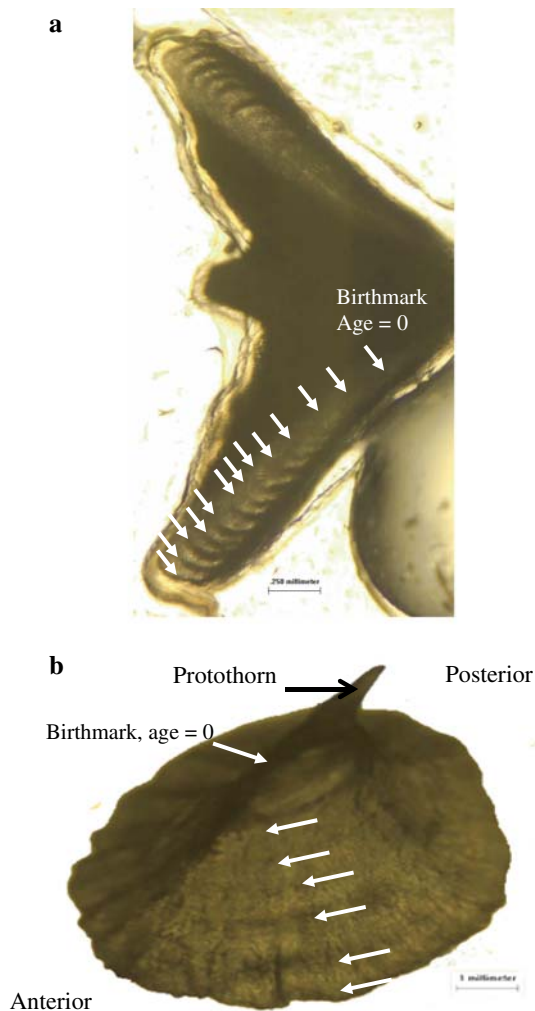 a
Birthmark
Age = 0
.250 millimeter
b
Protothorn
Posterior
Birthmark, age = 0
1 millimeter
Anterior